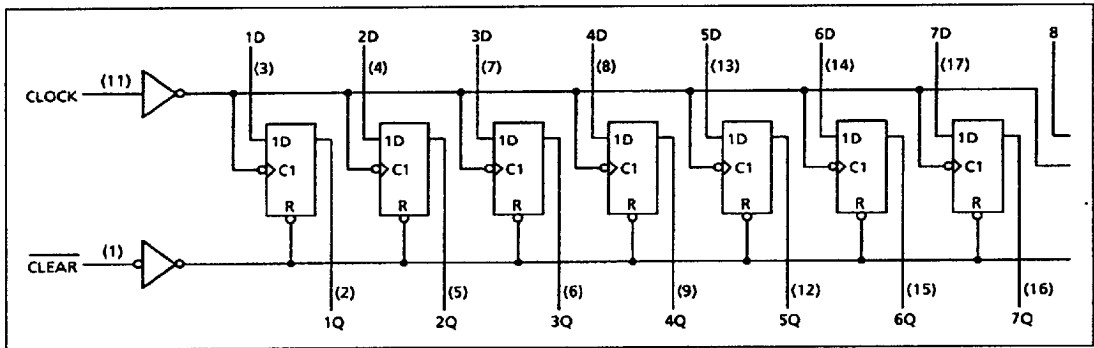 1D 2D 3D 4D 5D 6D 7D 8
(3) (4) (7) (8) (13) (14) (17)
(11)
CLOCK
1D 1D 1D 1D 1D 1D 1D
C1 C1 C1 C1 C1 C1 C1
R R R R R R R
(1)
CLEAR
(2) (5) (6) (9) (12) (15) (16)
1Q 2Q 3Q 4Q 5Q 6Q 7Q